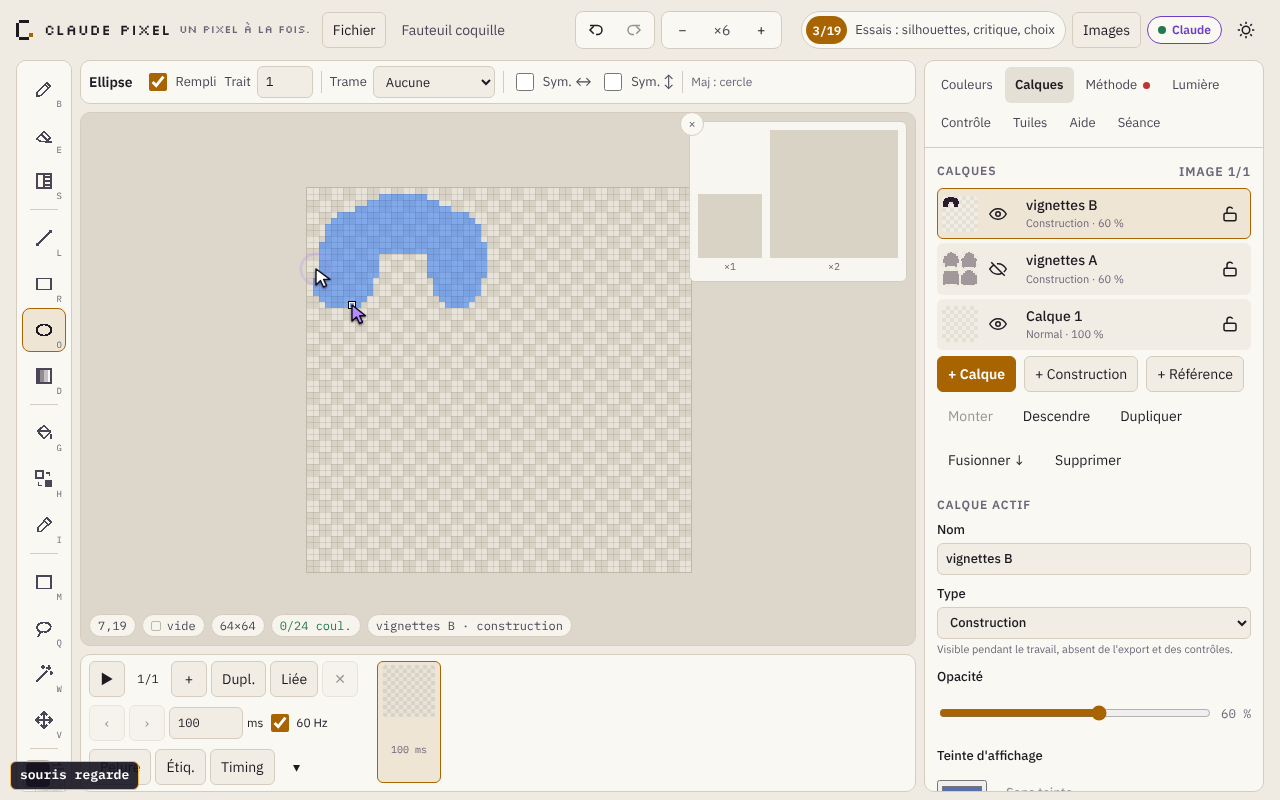 CLAUDE PIXEL UN PIXEL À LA FOIS. Fichier Fauteuil coquille − ×6 + 3/19 Essais : silhouettes, critique, choix Images Claude
Ellipse Rempli Trait 1 Trame Aucune Sym. ↔ Sym. ↕ Maj : cercle
B
E
S
L
R
O
D
G
H
I
M
Q
W
V
×
×1 ×2
7,19 vide 64×64 0/24 coul. vignettes B · construction
1/1 + Dupl. Liée ×
‹ › 100 ms 60 Hz
Étiq. Timing ▼
100 ms
souris regarde
Couleurs Calques Méthode Lumière
Contrôle Tuiles Aide Séance
CALQUES IMAGE 1/1
vignettes B
Construction · 60 %
vignettes A
Construction · 60 %
Calque 1
Normal · 100 %
+ Calque + Construction + Référence
Monter Descendre Dupliquer
Fusionner ↓ Supprimer
CALQUE ACTIF
Nom
vignettes B
Type
Construction
Visible pendant le travail, absent de l'export et des contrôles.
Opacité
60 %
Teinte d'affichage
Sans teinte